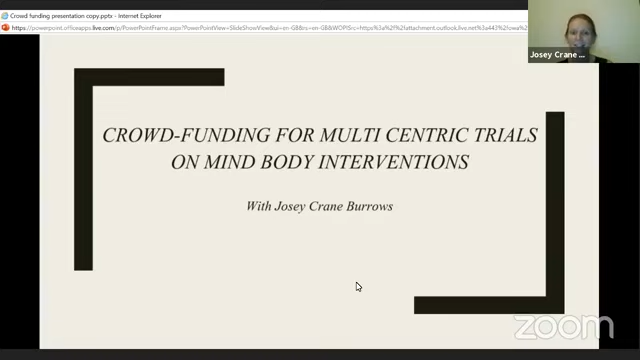 Crowd funding presentation copy.pptx - Internet Explorer
Josey Crane ...
CROWD-FUNDING FOR MULTI CENTRIC TRIALS
ON MIND BODY INTERVENTIONS
With Josey Crane Burrows
zoom